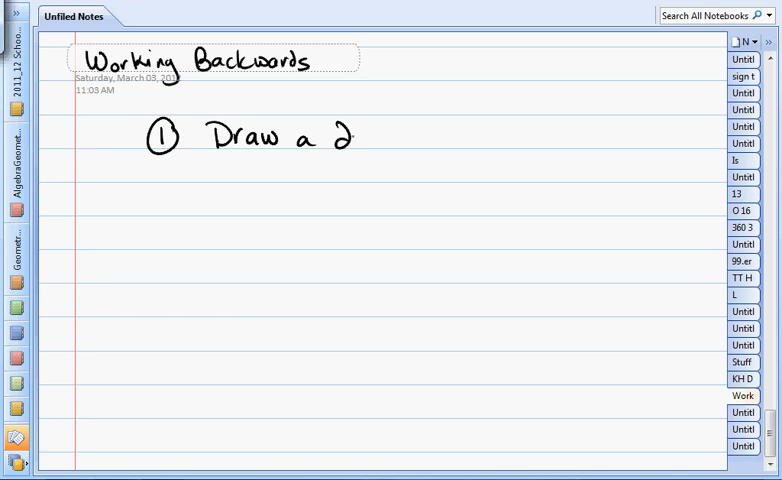 Unfiled Notes
Search All Notebooks
Working Backwards
Saturday, March 03, 201
11:03 AM
① Draw a 2
2011_12 Schoo...
AlgebraGeomet...
Geometr...
N
Untitl
sign t
Untitl
Untitl
Untitl
Untitl
Is
Untitl
13
O 16
360 3
Untitl
99.er
TT H
L
Untitl
Untitl
Untitl
Stuff
KH D
Work
Untitl
Untitl
Untitl